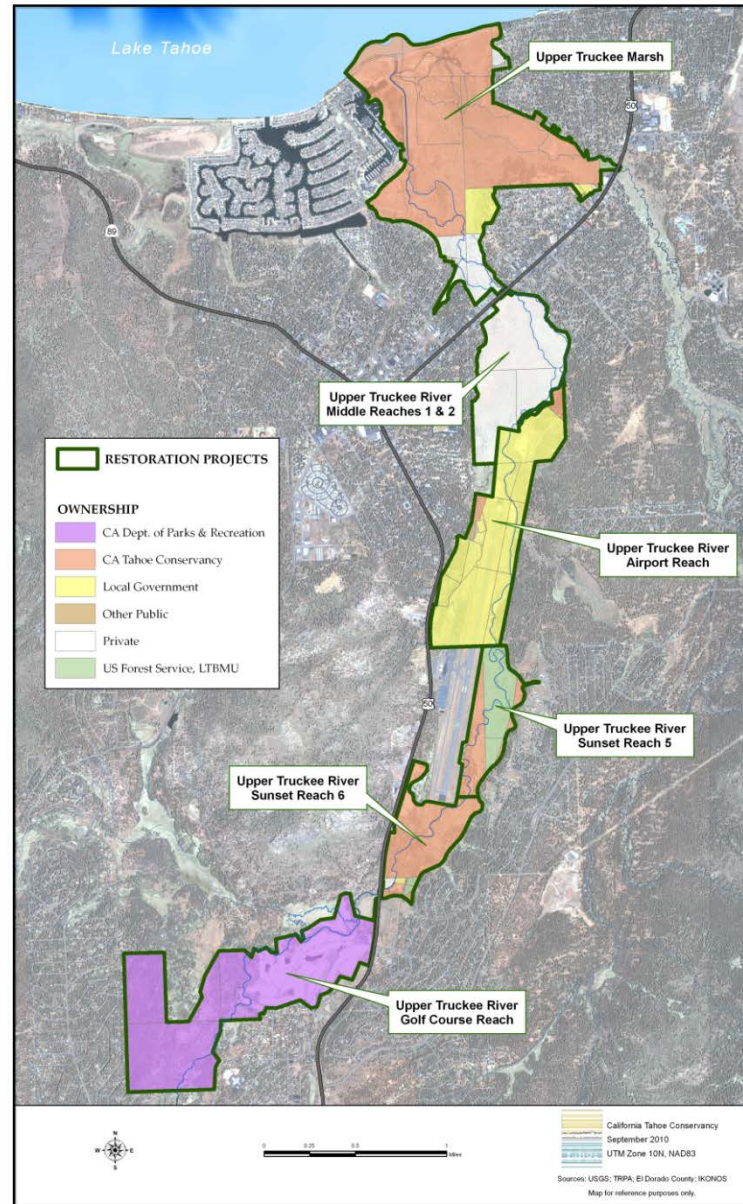 Lake Tahoe
Upper Truckee Marsh
50
89
Upper Truckee River
Middle Reaches 1 & 2
RESTORATION PROJECTS
OWNERSHIP
CA Dept. of Parks & Recreation
CA Tahoe Conservancy
Local Government
Other Public
Private
US Forest Service, LTBMU
Upper Truckee River
Airport Reach
50
Upper Truckee River
Sunset Reach 5
Upper Truckee River
Sunset Reach 6
Upper Truckee River
Golf Course Reach
N
W E
S
0 0.25 0.5 1
Miles
California Tahoe Conservancy
September 2010
UTM Zone 10N, NAD83
Sources: USGS; TRPA; El Dorado County; IKONOS
Map for reference purposes only.